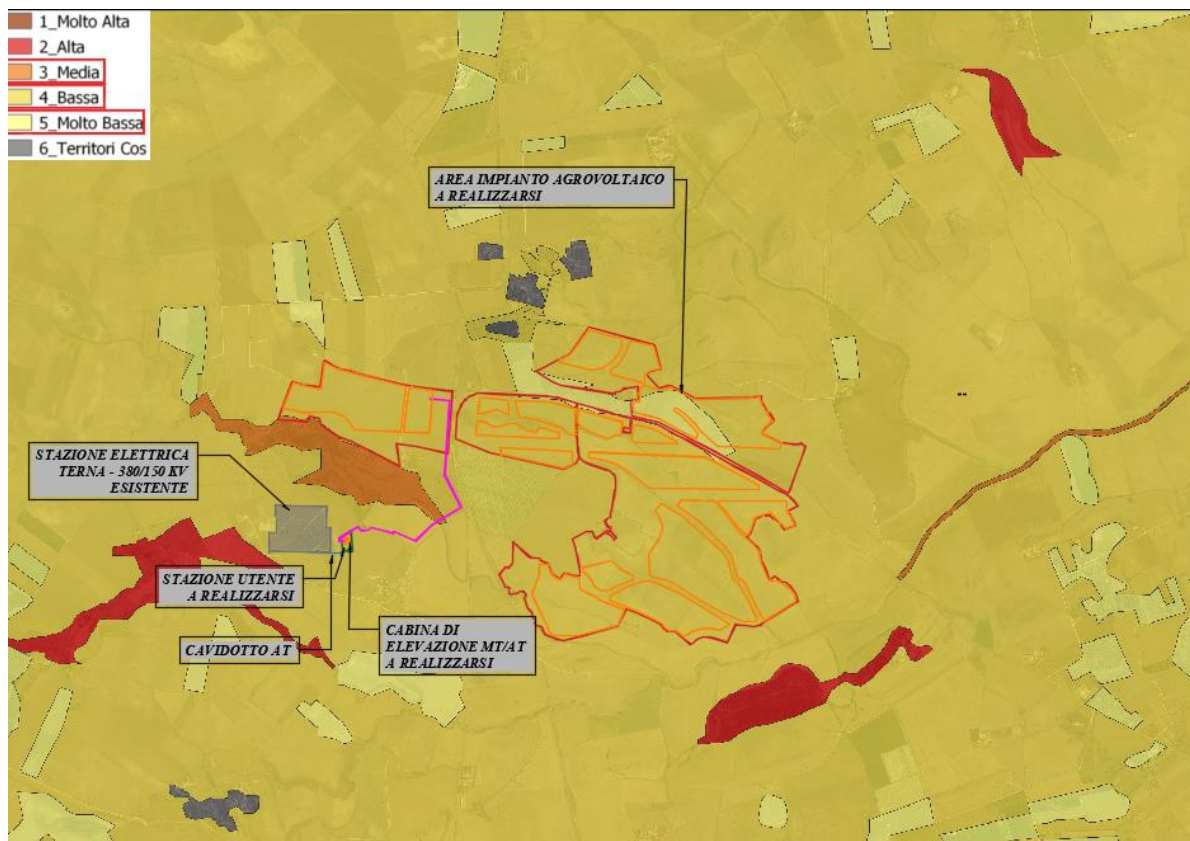 1_Molto Alta
2_Alta
3_Media
4_Bassa
5_Molto Bassa
6_Territori Cos
AREA IMPIANTO AGROVOLTAICO
A REALIZZARSI
STAZIONE ELETTRICA
TERNA - 380/150 KV
ESISTENTE
STAZIONE UTENTE
A REALIZZARSI
CAVIDOTTO AT
CABINA DI
ELEVAZIONE MT/AT
A REALIZZARSI